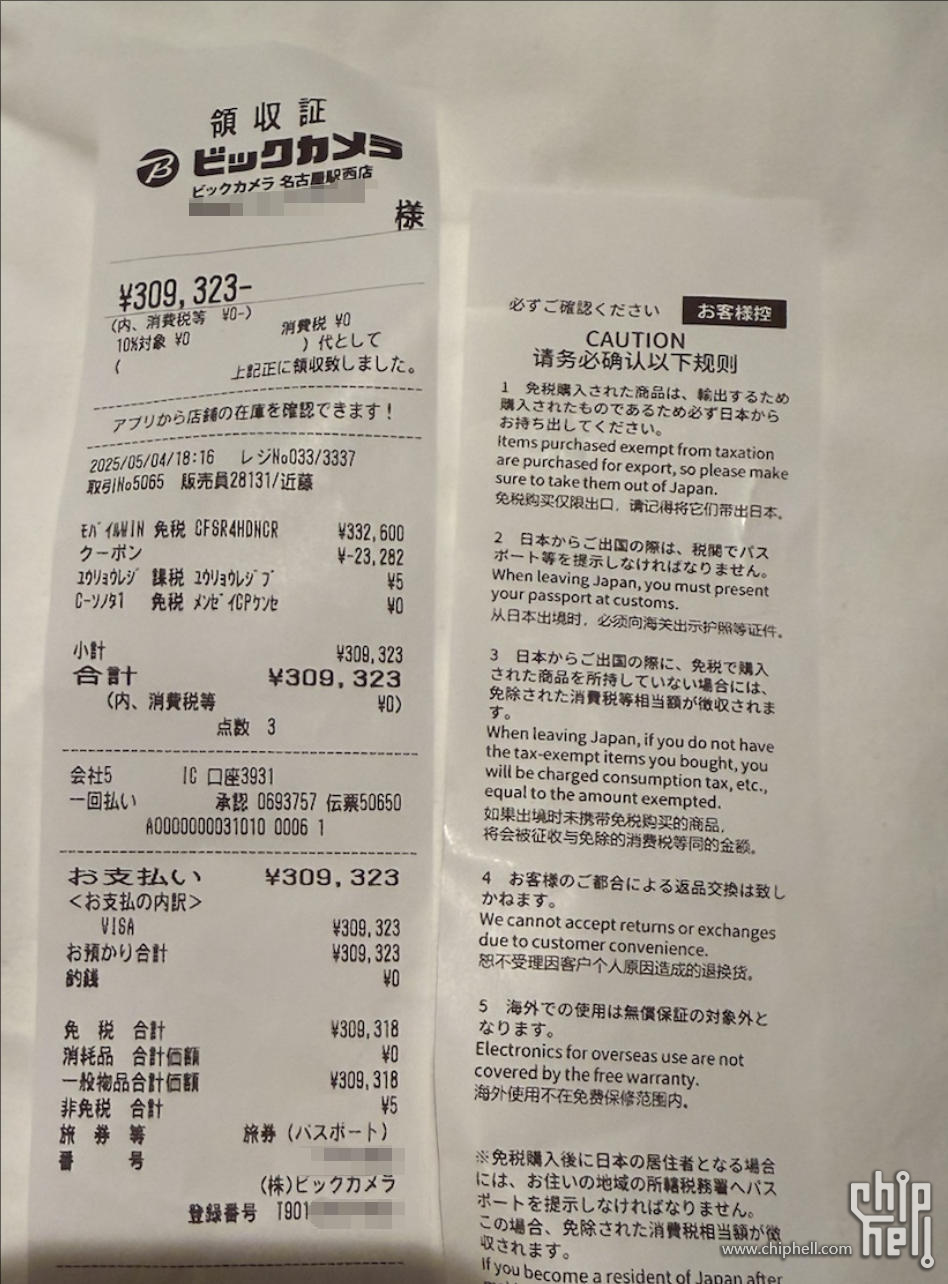 領収証
ビックカメラ
ビックカメラ 名古屋駅西店
様
¥309,323-
(内、消費税等 ¥0-)
10%対象 ¥0 消費税 ¥0
( )代として
上記正に領収致しました。
アプリから店舗の在庫を確認できます!
2025/05/04/18:16 レジNo033/3337
取引No5065 販売員28131/近藤
モバイルWIN 免税 CFSR4HDNCR ¥332,600
クーポン ¥-23,282
ユウリョウレジ 課税 ユウリョウレジブ ¥5
C-ソノタ1 免税 メンゼイCPケンセ ¥0
小計 ¥309,323
合計 ¥309,323
(内、消費税等 ¥0)
点数 3
会社5 IC 口座3931
一回払い 承認 0693757 伝票50650
A0000000031010 0006 1
お支払い ¥309,323
<お支払の内訳>
VISA ¥309,323
お預かり合計 ¥309,323
釣銭 ¥0
免税 合計 ¥309,318
消耗品 合計価額 ¥0
一般物品合計価額 ¥309,318
非免税 合計 ¥5
旅券等 旅券(パスポート)
番号
(株)ビックカメラ
登録番号 T901
必ずご確認ください お客様控
CAUTION
请务必确认以下规则
1 免税購入された商品は、輸出するため
購入されたものであるため必ず日本から
お持ち出してください。
Items purchased exempt from taxation
are purchased for export, so please make
sure to take them out of Japan.
免税购买仅限出口，请记得将它们带出日本。
2 日本からご出国の際は、税関でパス
ポート等を提示しなければなりません。
When leaving Japan, you must present
your passport at customs.
从日本出境时，必须向海关出示护照等证件。
3 日本からご出国の際に、免税で購入
された商品を所持していない場合には、
免除された消費税等相当額が徴収されま
す。
When leaving Japan, if you do not have
the tax-exempt items you bought, you
will be charged consumption tax, etc.,
equal to the amount exempted.
如果出境时未携带免税购买的商品，
将会被征收与免除的消费税等同的金额。
4 お客様のご都合による返品交換は致し
かねます。
We cannot accept returns or exchanges
due to customer convenience.
恕不受理因客户个人原因造成的退换货。
5 海外での使用は無償保証の対象外と
なります。
Electronics for overseas use are not
covered by the free warranty.
海外使用不在免费保修范围内。
※免税購入後に日本の居住者となる場合
には、お住いの地域の所轄税務署へパス
ポートを提示しなければなりません。
この場合、免除された消費税相当額が徴
収されます。
If you become a resident of Japan after
chip hell
www.chiphell.com